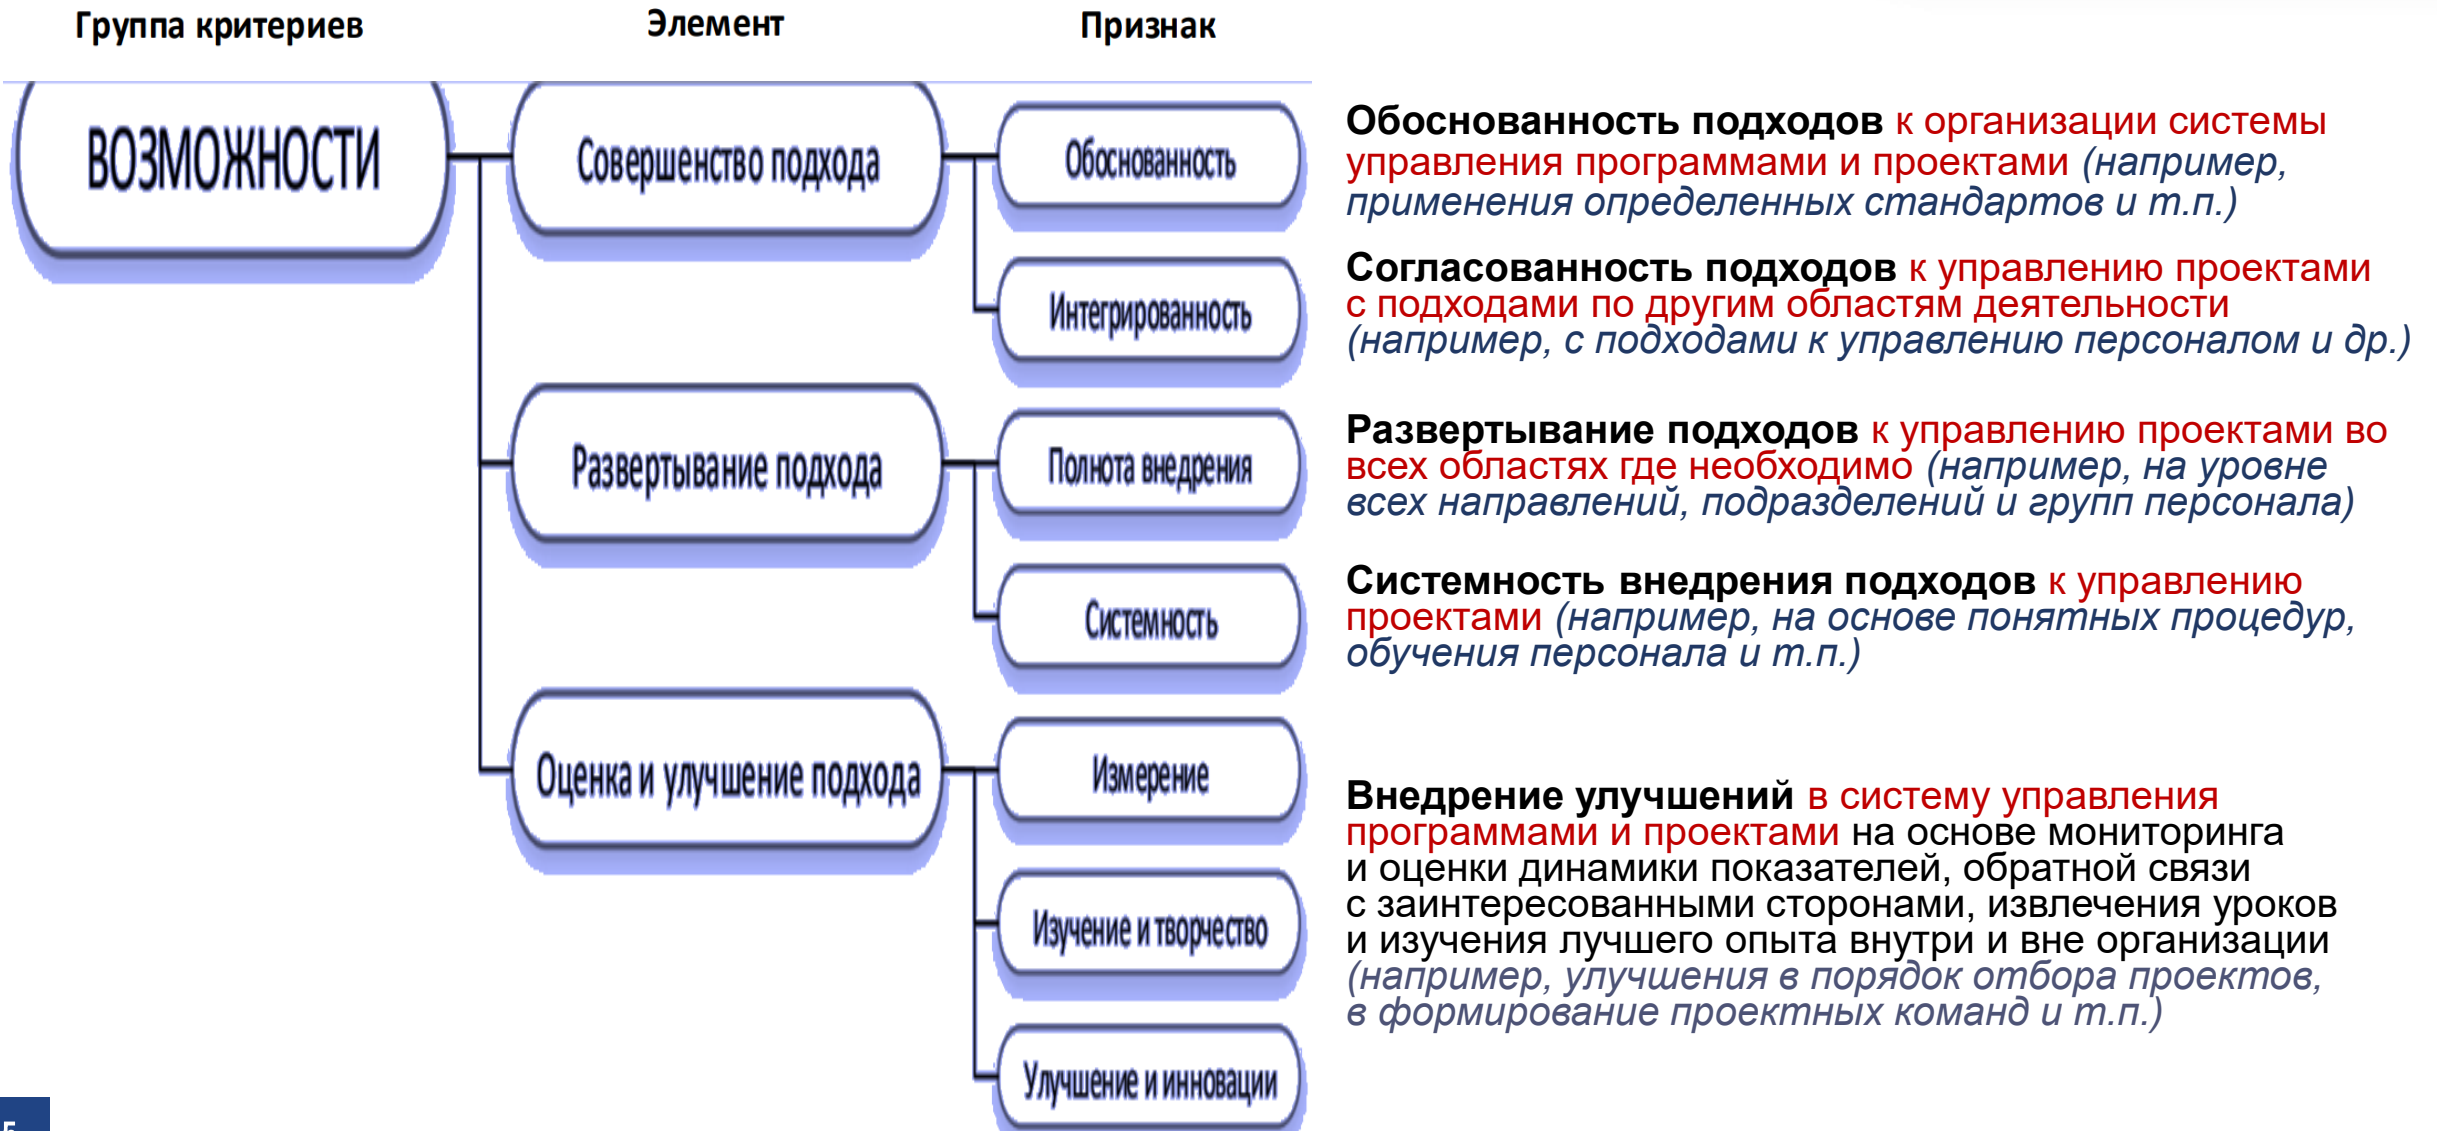 Группа критериев
Элемент
Признак
ВОЗМОЖНОСТИ
Совершенство подхода
Обоснованность
Интегрированность
Развертывание подхода
Полнота внедрения
Системность
Оценка и улучшение подхода
Измерение
Изучение и творчество
Улучшение и инновации
Обоснованность подходов к организации системы
управления программами и проектами (например,
применения определенных стандартов и т.п.)
Согласованность подходов к управлению проектами
с подходами по другим областям деятельности
(например, с подходами к управлению персоналом и др.)
Развертывание подходов к управлению проектами во
всех областях где необходимо (например, на уровне
всех направлений, подразделений и групп персонала)
Системность внедрения подходов к управлению
проектами (например, на основе понятных процедур,
обучения персонала и т.п.)
Внедрение улучшений в систему управления
программами и проектами на основе мониторинга
и оценки динамики показателей, обратной связи
с заинтересованными сторонами, извлечения уроков
и изучения лучшего опыта внутри и вне организации
(например, улучшения в порядок отбора проектов,
в формирование проектных команд и т.п.)